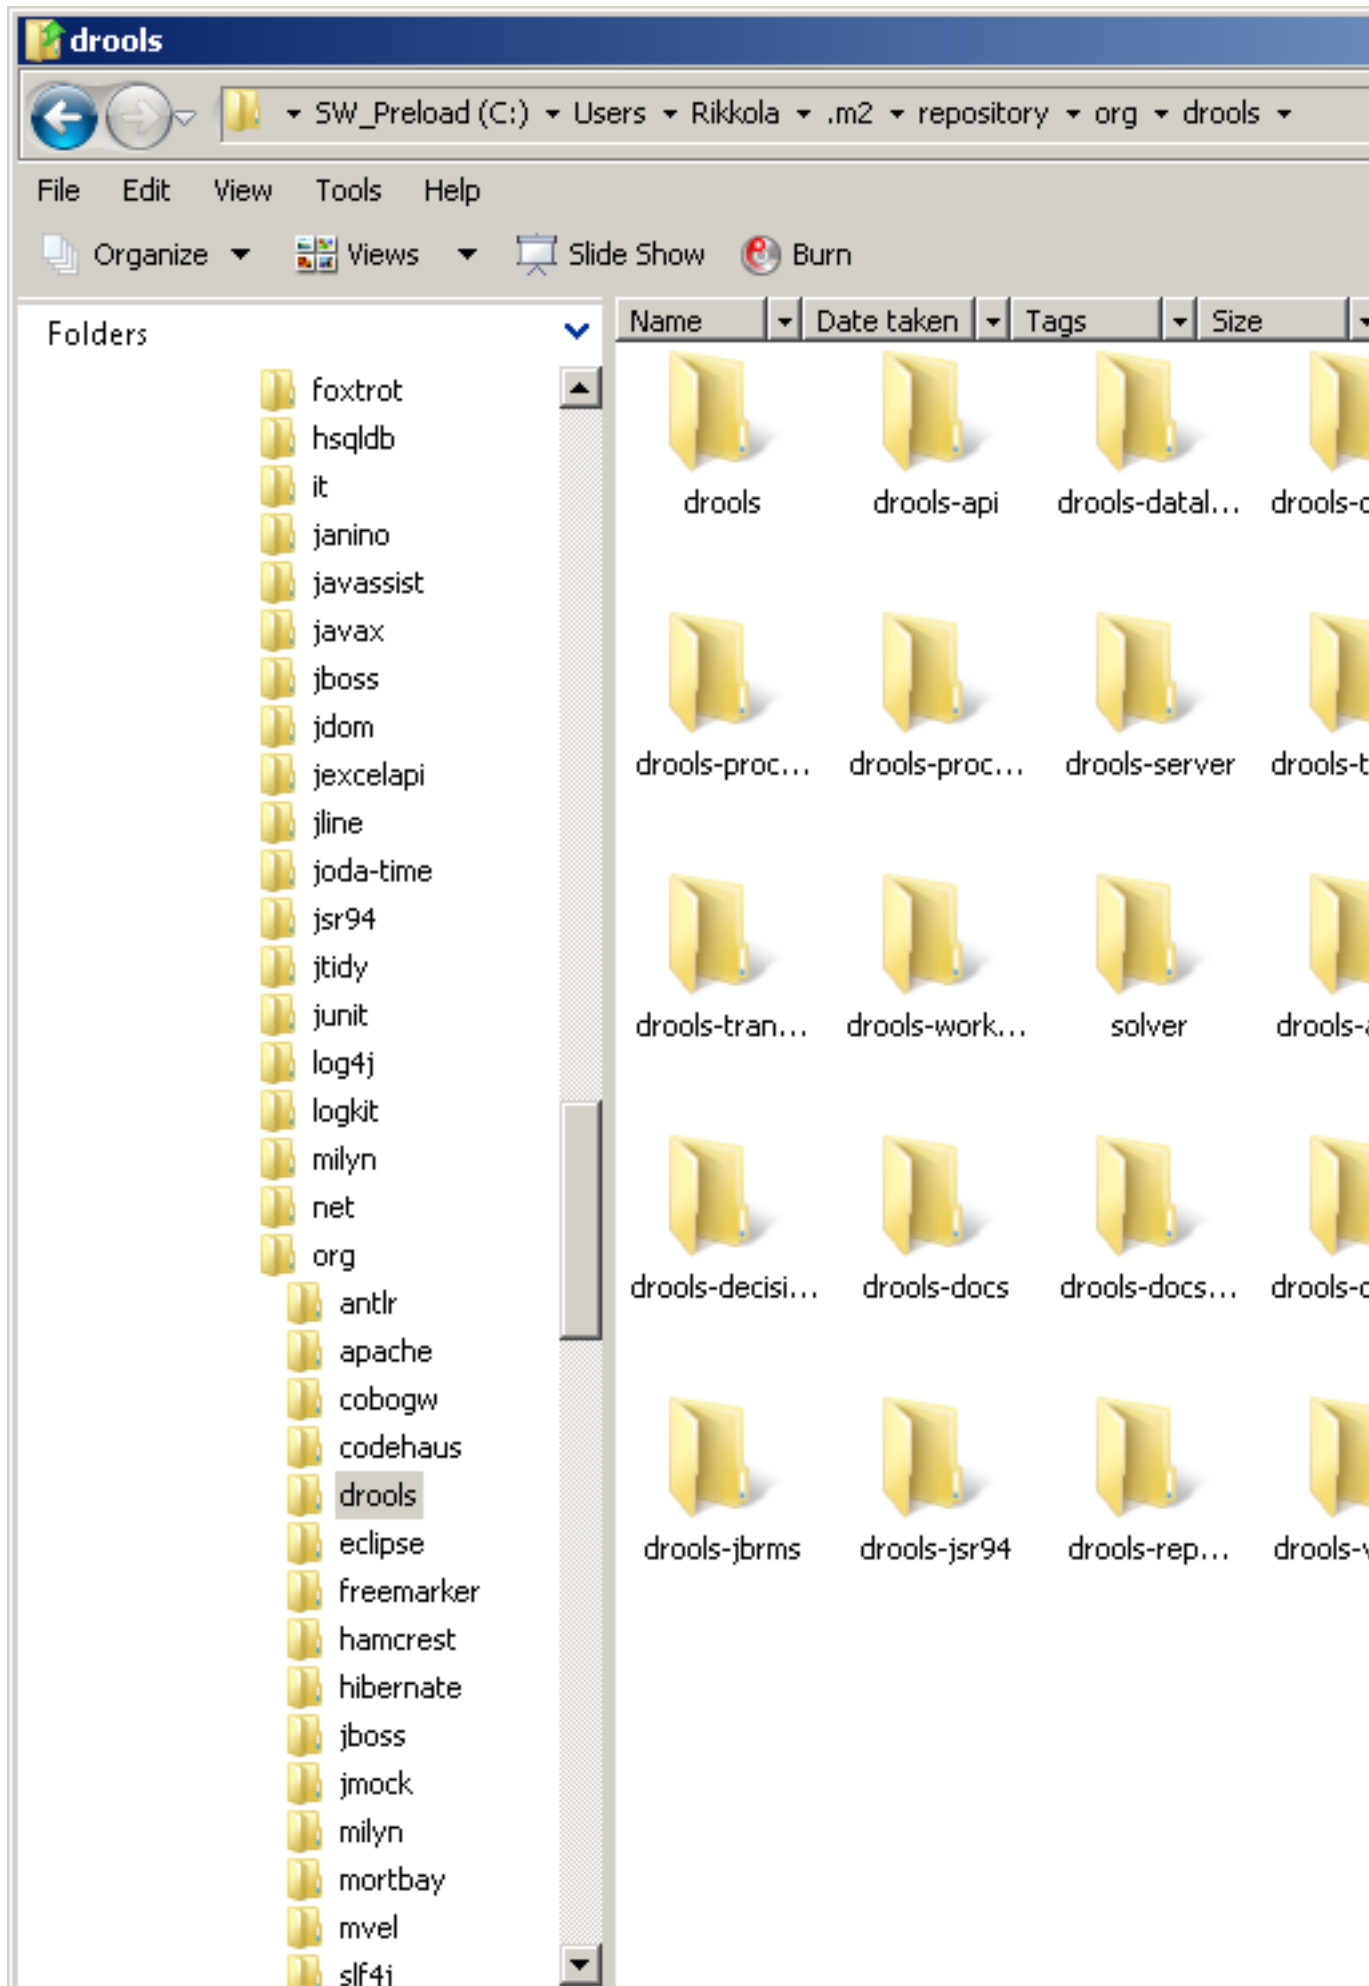 drools
SW_Preload (C:) Users Rikkola .m2 repository org drools
File Edit View Tools Help
Organize Views Slide Show Burn
Folders
foxtrot
hsqldb
it
janino
javassist
javax
jboss
jdom
jexcelapi
jline
joda-time
jsr94
jtidy
junit
log4j
logkit
milyn
net
org
antlr
apache
cobogw
codehaus
drools
eclipse
freemarker
hamcrest
hibernate
jboss
jmock
milyn
mortbay
mvel
slf4j
Name Date taken Tags Size
drools drools-api drools-datal...
drools-proc... drools-proc... drools-server drools-t
drools-tran... drools-work... solver
drools-decisi... drools-docs drools-docs...
drools-jbrms drools-jsr94 drools-rep...